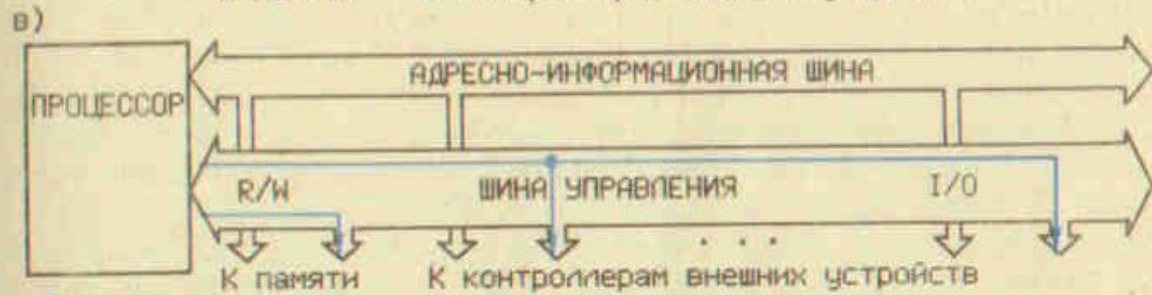 в)
АДРЕСНО-ИНФОРМАЦИОННАЯ ШИНА
ПРОЦЕССОР
R/W ШИНА УПРАВЛЕНИЯ I/O
. . .
К памяти К контроллерам внешних устройств